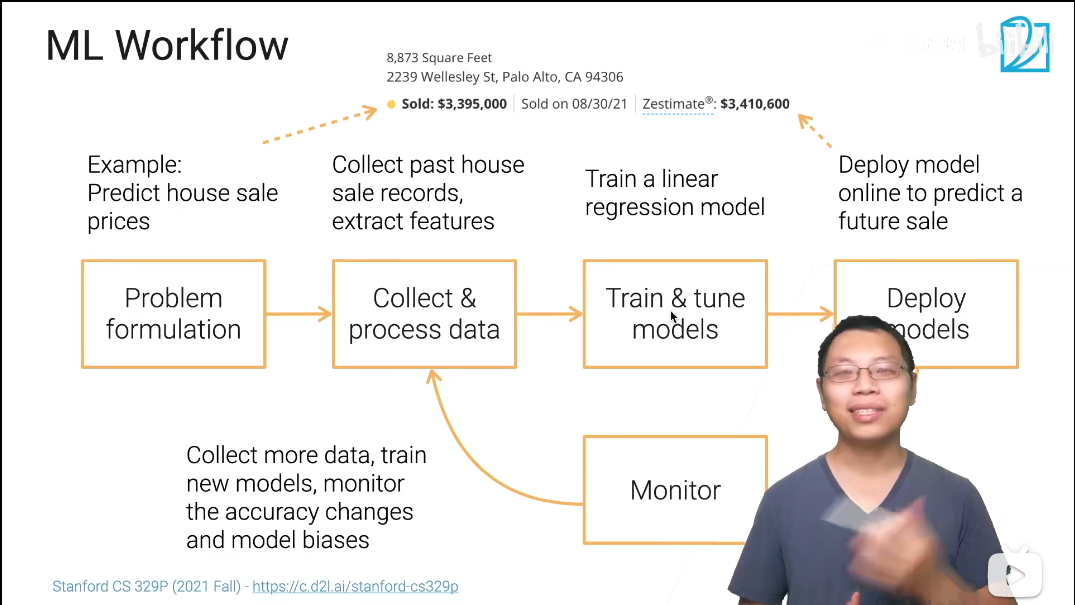 ML Workflow
8,873 Square Feet
2239 Wellesley St, Palo Alto, CA 94306
Sold: $3,395,000 Sold on 08/30/21 Zestimate®: $3,410,600
Example:
Predict house sale
prices
Collect past house
sale records,
extract features
Train a linear
regression model
Deploy model
online to predict a
future sale
Problem
formulation
Collect &
process data
Train & tune
models
Deploy
models
Collect more data, train
new models, monitor
the accuracy changes
and model biases
Monitor
Stanford CS 329P (2021 Fall) - https://c.d2l.ai/stanford-cs329p